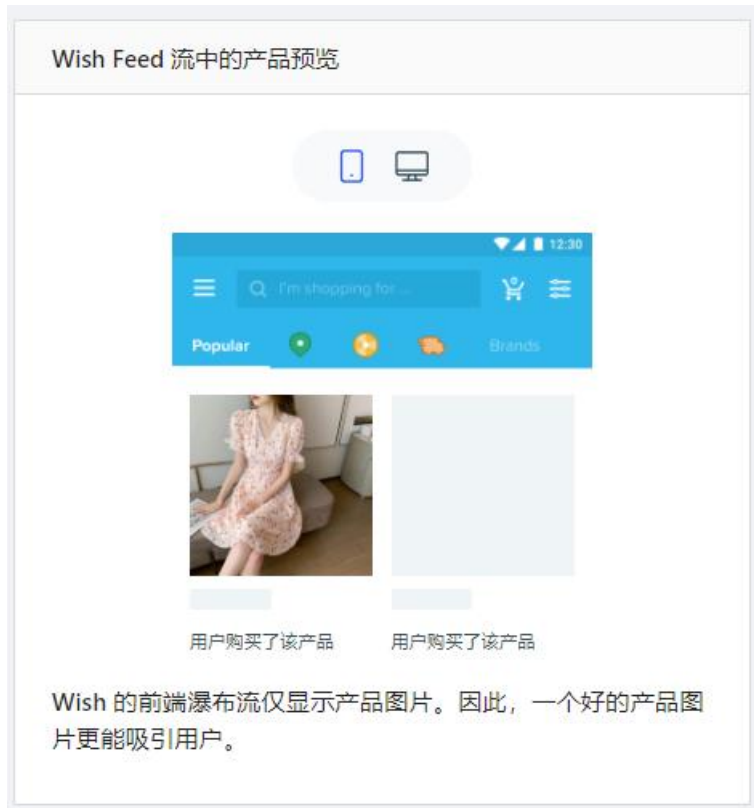 Wish Feed 流中的产品预览
12:30
I'm shopping for ...
0
Popular
Brands
用户购买了该产品
用户购买了该产品
Wish 的前端瀑布流仅显示产品图片。因此，一个好的产品图
片更能吸引用户。